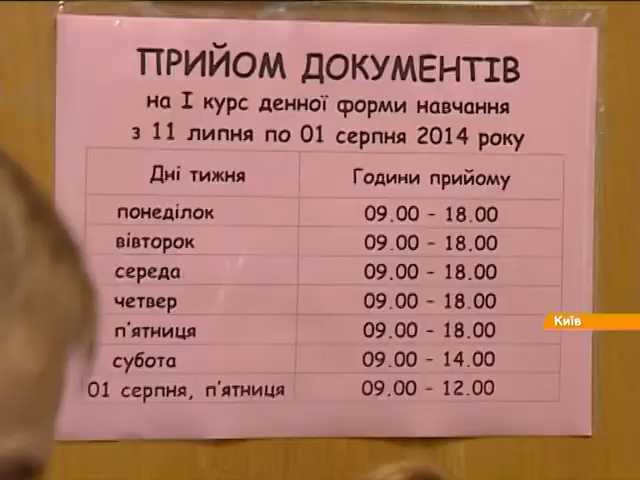 ПРИЙОМ ДОКУМЕНТІВ
на І курс денної форми навчання
з 11 липня по 01 серпня 2014 року
Дні тижня Години прийому
понеділок 09.00 - 18.00
вівторок 09.00 - 18.00
середа 09.00 - 18.00
четвер 09.00 - 18.00
п'ятниця 09.00 - 18.00
субота 09.00 - 14.00
01 серпня, п'ятниця 09.00 - 12.00
Київ